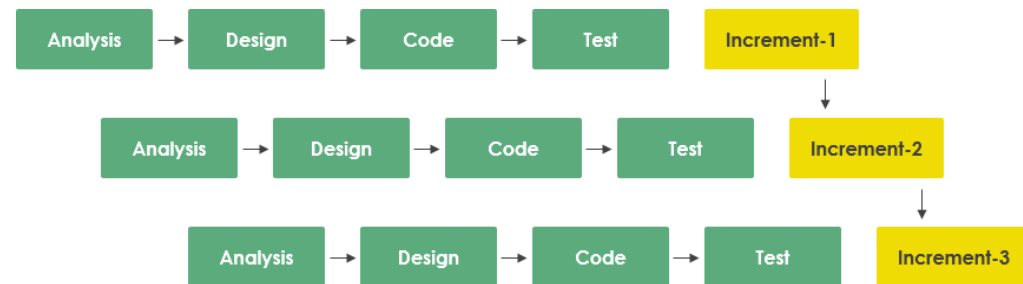 Analysis Design Code Test Increment-1
Analysis Design Code Test Increment-2
Analysis Design Code Test Increment-3